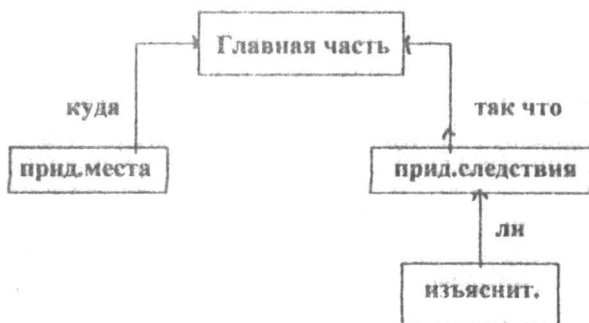 Главная часть
куда
так что
прид.места
прид.следствия
ли
изъяснит.